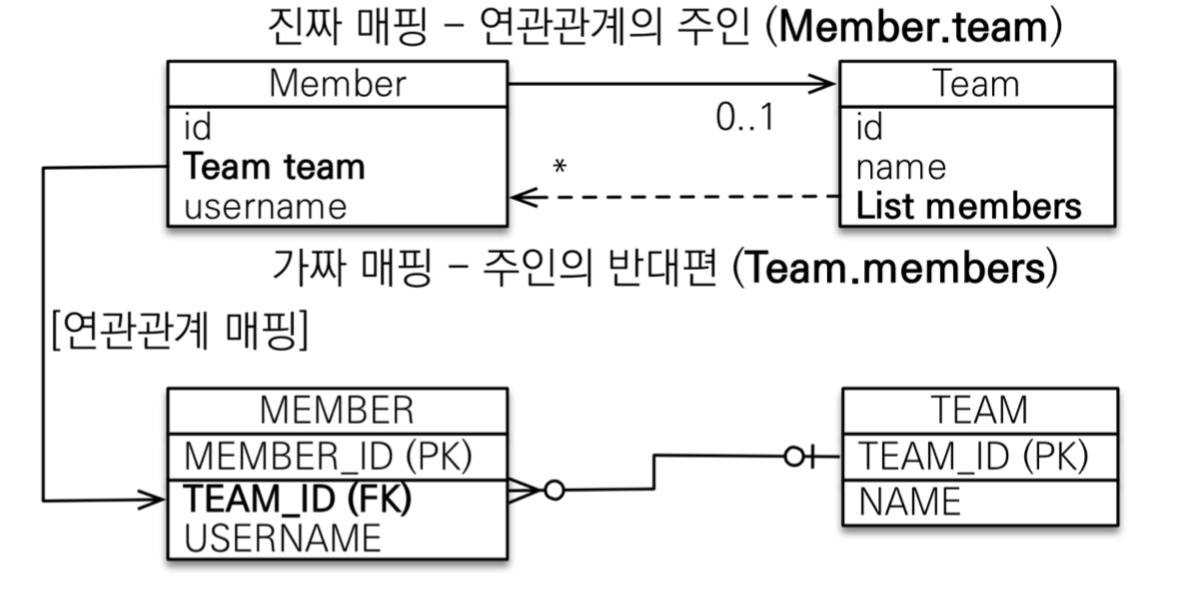 진짜 매핑 – 연관관계의 주인 (Member.team)
Member
id
Team team
username
0..1
*
Team
id
name
List members
가짜 매핑 – 주인의 반대편 (Team.members)
[연관관계 매핑]
MEMBER
MEMBER_ID (PK)
TEAM_ID (FK)
USERNAME
TEAM
TEAM_ID (PK)
NAME